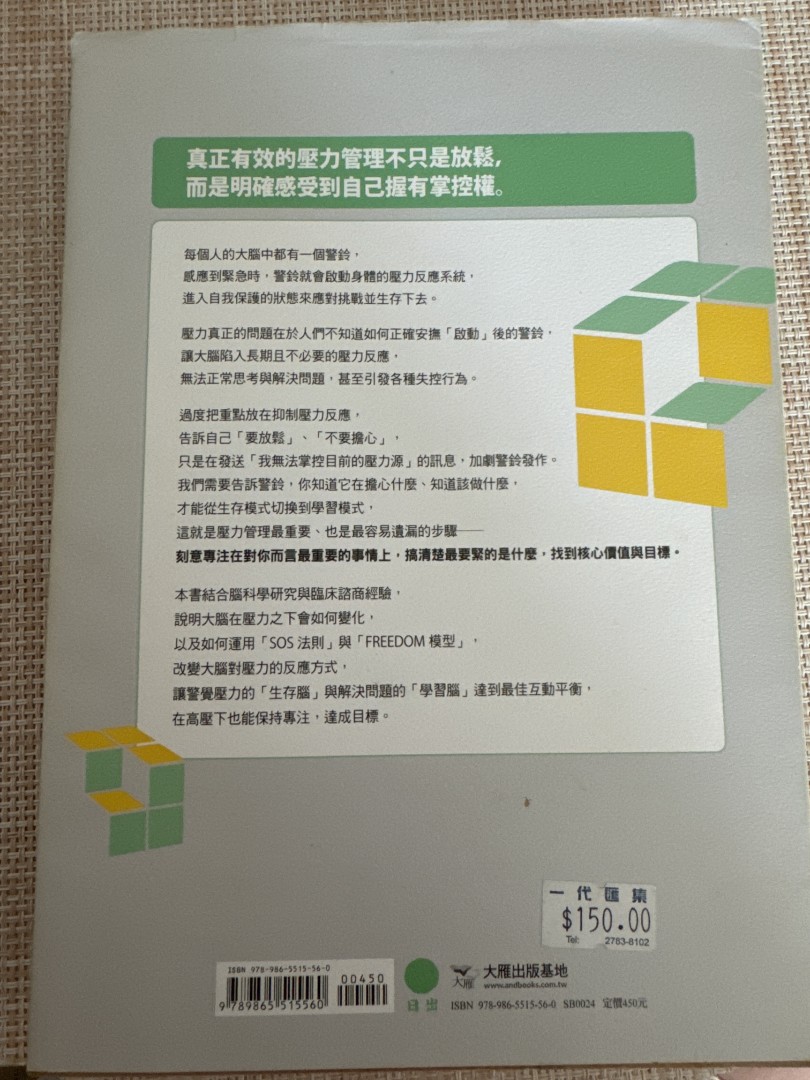 真正有效的壓力管理不只是放鬆,
而是明確感受到自己握有掌控權。
每個人的大腦中都有一個警鈴，
感應到緊急時，警鈴就會啟動身體的壓力反應系統，
進入自我保護的狀態來應對挑戰並生存下去。
壓力真正的問題在於人們不知道如何正確安撫「啟動」後的警鈴，
讓大腦陷入長期且不必要的壓力反應，
無法正常思考與解決問題，甚至引發各種失控行為。
過度把重點放在抑制壓力反應，
告訴自己「要放鬆」、「不要擔心」，
只是在發送「我無法掌控目前的壓力源」的訊息，加劇警鈴發作。
我們需要告訴警鈴，你知道它在擔心什麼、知道該做什麼，
才能從生存模式切換到學習模式，
這就是壓力管理最重要、也是最容易遺漏的步驟——
刻意專注在對你而言最重要的事情上，搞清楚最要緊的是什麼，找到核心價值與目標。
本書結合腦科學研究與臨床諮商經驗，
說明大腦在壓力之下會如何變化，
以及如何運用「SOS 法則」與「FREEDOM 模型」，
改變大腦對壓力的反應方式，
讓警覺壓力的「生存腦」與解決問題的「學習腦」達到最佳互動平衡，
在高壓下也能保持專注，達成目標。
一代匯集
$150.00
Tel: 2783-8102
ISBN 978-986-5515-56-0
00450
9 789865 515560
日出
大雁
大雁出版基地
www.andbooks.com.tw
ISBN 978-986-5515-56-0 SB0024 定價450元